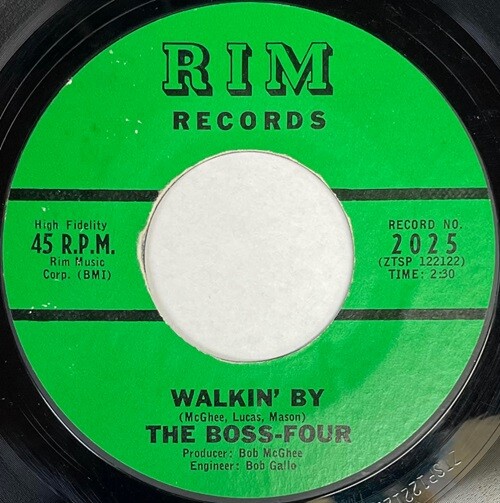 RIM
RECORDS
High Fidelity
45 R.P.M.
Rim Music
Corp. (BMI)
RECORD NO.
2025
(ZTSP 122122)
TIME: 2:30
WALKIN' BY
(McGhee, Lucas, Mason)
THE BOSS-FOUR
Producer: Bob McGhee
Engineer: Bob Gallo